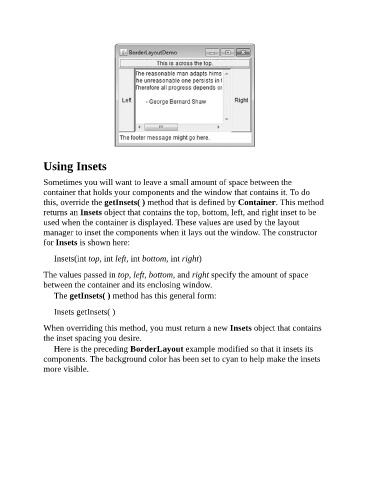 BorderLayoutDemo
This is across the top.
The reasonable man adapts hims
he unreasonable one persists in t
Therefore all progress depends or
Left
- George Bernard Shaw
Right
The footer message might go here.
Using Insets
Sometimes you will want to leave a small amount of space between the
container that holds your components and the window that contains it. To do
this, override the getInsets( ) method that is defined by Container. This method
returns an Insets object that contains the top, bottom, left, and right inset to be
used when the container is displayed. These values are used by the layout
manager to inset the components when it lays out the window. The constructor
for Insets is shown here:
Insets(int top, int left, int bottom, int right)
The values passed in top, left, bottom, and right specify the amount of space
between the container and its enclosing window.
The getInsets( ) method has this general form:
Insets getInsets( )
When overriding this method, you must return a new Insets object that contains
the inset spacing you desire.
Here is the preceding BorderLayout example modified so that it insets its
components. The background color has been set to cyan to help make the insets
more visible.